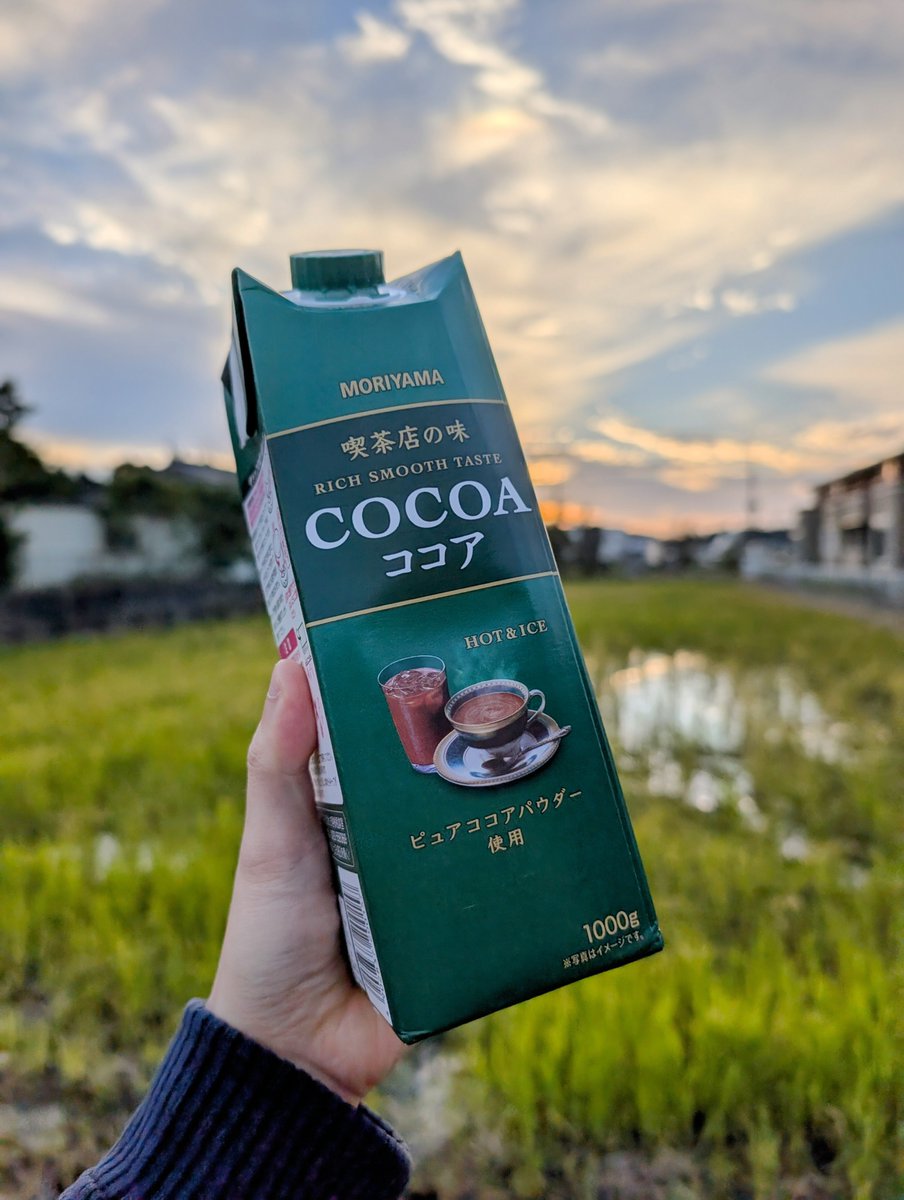 MORIYAMA
喫茶店の味
RICH SMOOTH TASTE
COCOA
ココア
HOT & ICE
ピュアココアパウダー
使用
1000g
※写真はイメージです。